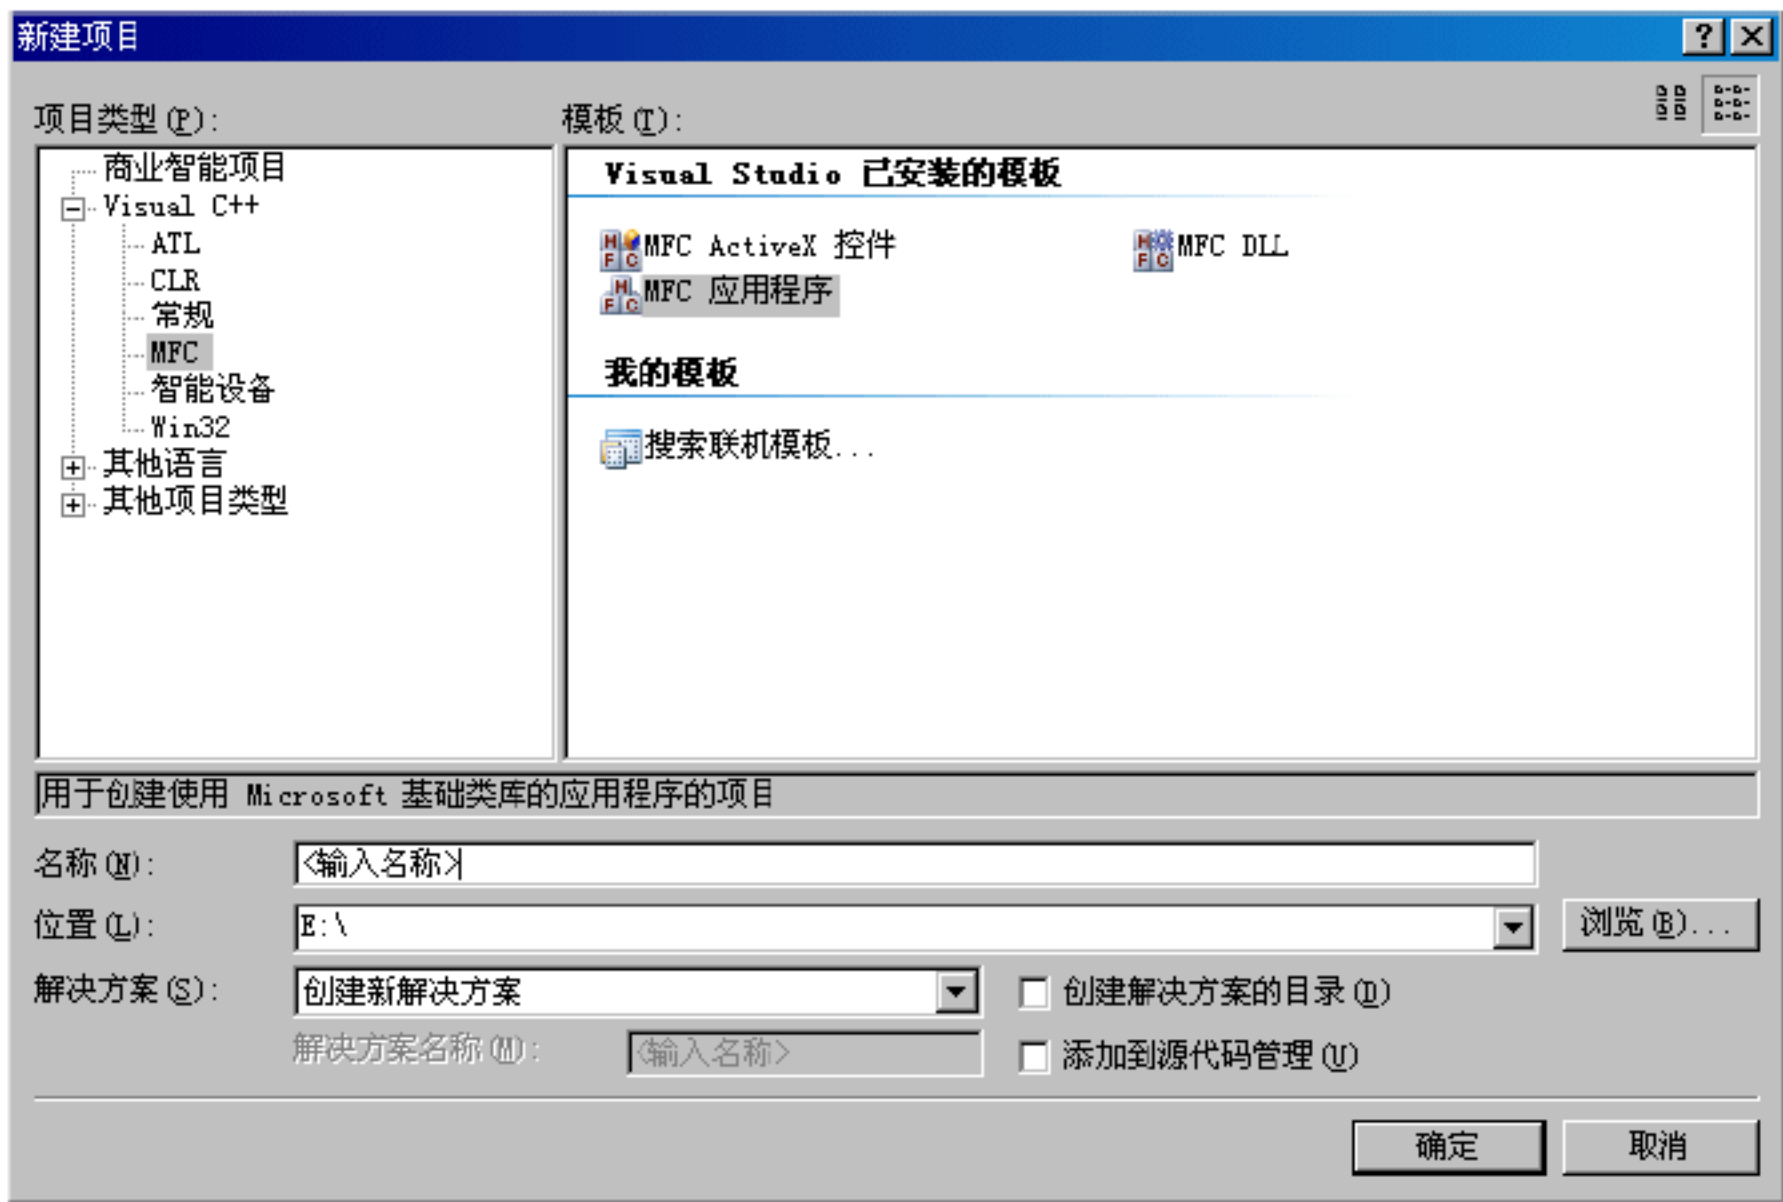 新建项目
项目类型(P):
模板(T):
商业智能项目
Visual C++
ATL
CLR
常规
MFC
智能设备
Win32
其他语言
其他项目类型
Visual Studio 已安装的模板
MFC ActiveX 控件
MFC DLL
MFC 应用程序
我的模板
搜索联机模板...
用于创建使用 Microsoft 基础类库的应用程序的项目
名称(N):
<输入名称>
位置(L):
E:\
浏览(B)...
解决方案(S):
创建新解决方案
创建解决方案的目录(D)
解决方案名称(M):
<输入名称>
添加到源代码管理(U)
确定
取消